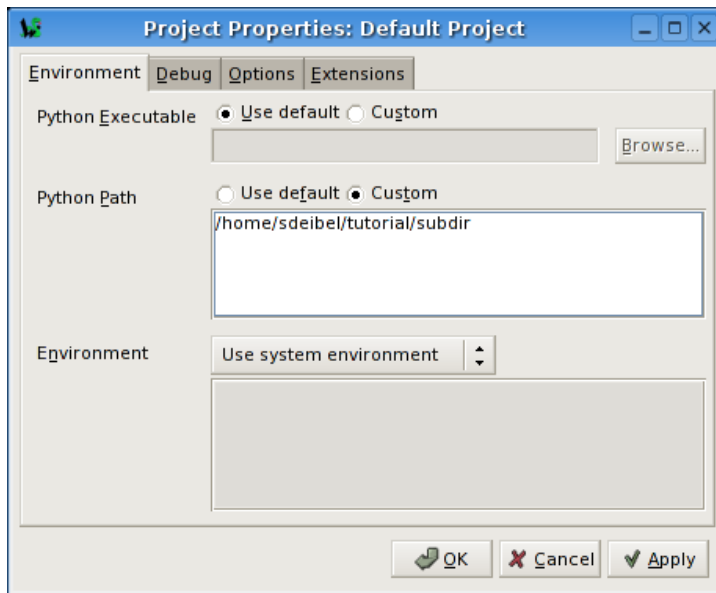 Project Properties: Default Project
Environment Debug Options Extensions
Python Executable Use default Custom
Browse...
Python Path Use default Custom
/home/sdeibel/tutorial/subdir
Environment Use system environment
OK Cancel Apply